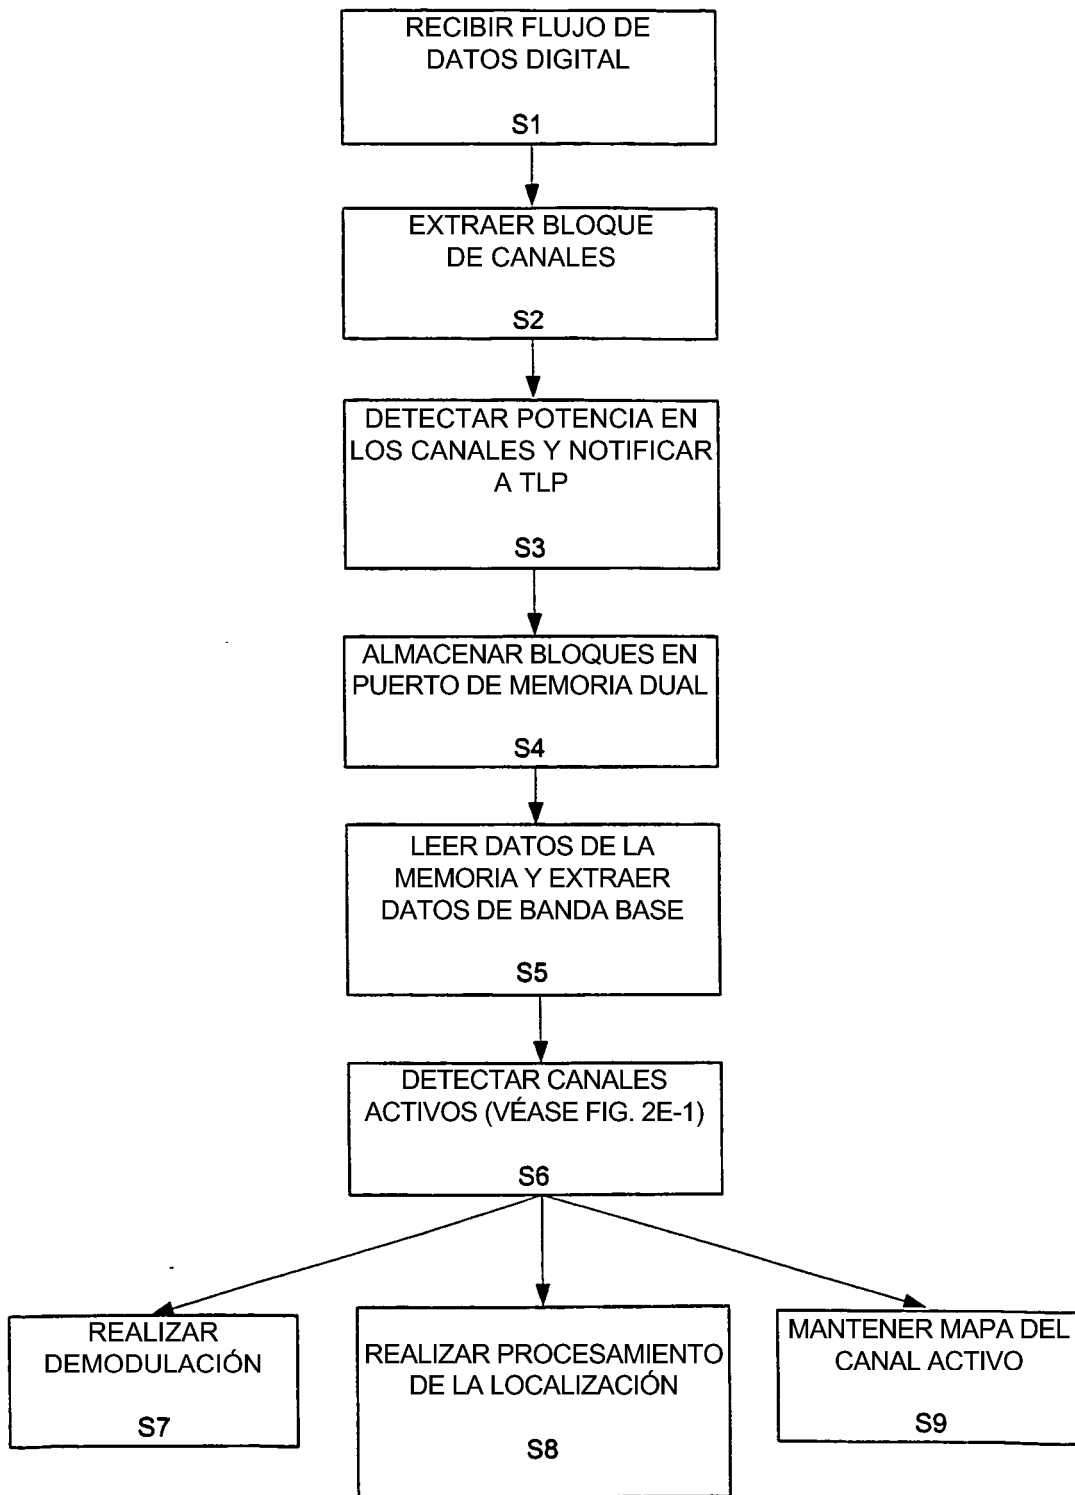 RECIBIR FLUJO DE
DATOS DIGITAL
S1
EXTRAER BLOQUE
DE CANALES
S2
DETECTAR POTENCIA EN
LOS CANALES Y NOTIFICAR
A TLP
S3
ALMACENAR BLOQUES EN
PUERTO DE MEMORIA DUAL
S4
LEER DATOS DE LA
MEMORIA Y EXTRAER
DATOS DE BANDA BASE
S5
DETECTAR CANALES
ACTIVOS (VÉASE FIG. 2E-1)
S6
REALIZAR
DEMODULACIÓN
S7
REALIZAR PROCESAMIENTO
DE LA LOCALIZACIÓN
S8
MANTENER MAPA DEL
CANAL ACTIVO
S9